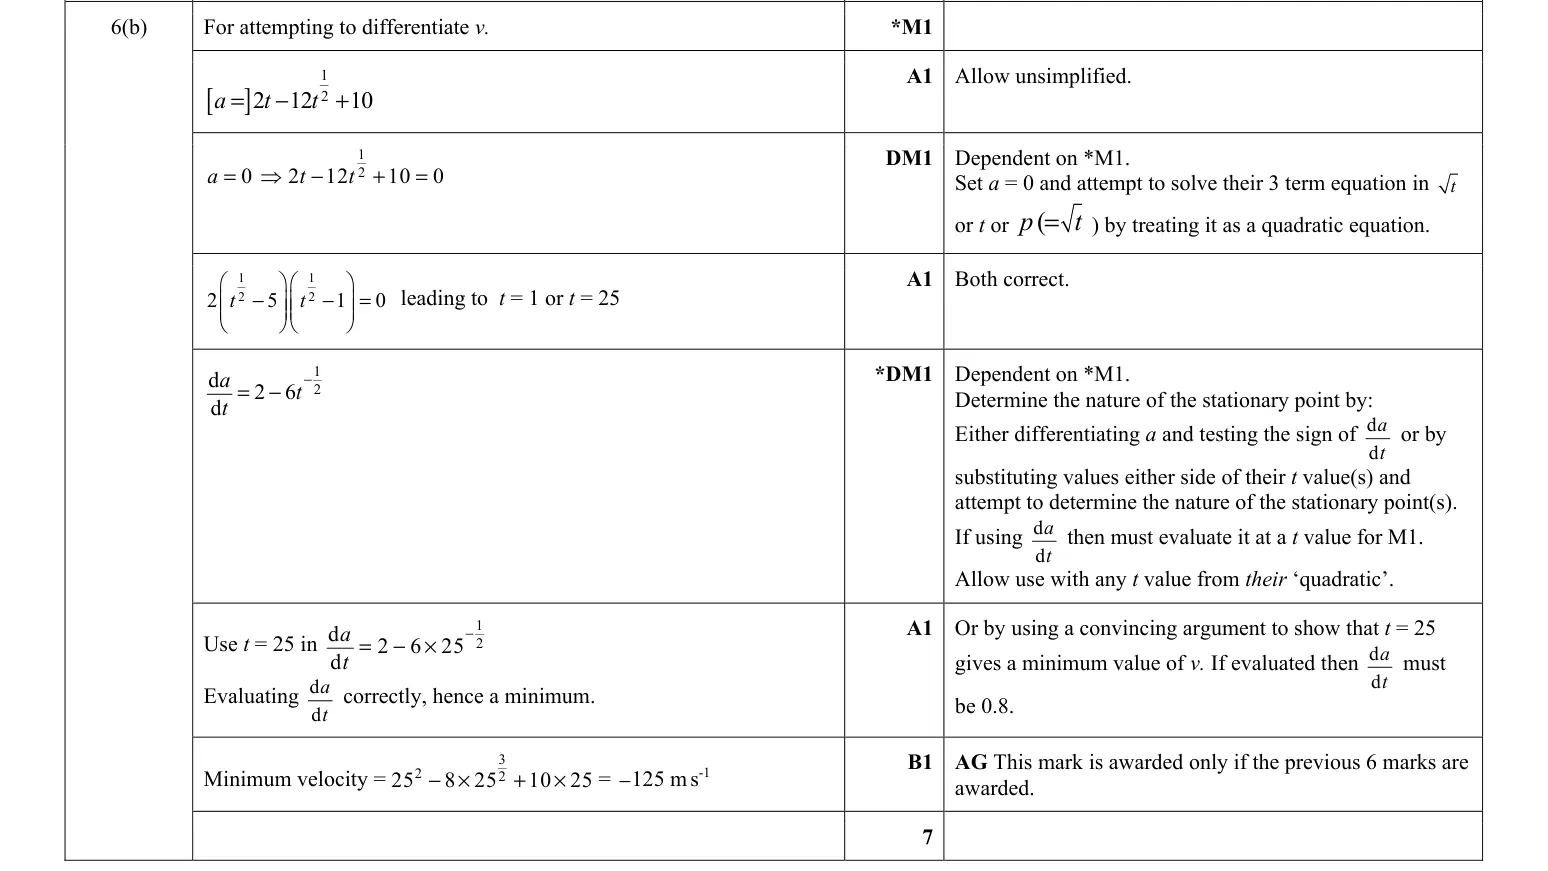 6(b) For attempting to differentiate v. *M1
[a =] 2t − 12t^{1/2} + 10 A1 Allow unsimplified.
a = 0 ⇒ 2t − 12t^{1/2} + 10 = 0 DM1 Dependent on *M1.
Set a = 0 and attempt to solve their 3 term equation in √t
or t or p (= √t ) by treating it as a quadratic equation.
2(t^{1/2} − 5)(t^{1/2} − 1) = 0 leading to t = 1 or t = 25 A1 Both correct.
da/dt = 2 − 6t^{−1/2} *DM1 Dependent on *M1.
Determine the nature of the stationary point by:
Either differentiating a and testing the sign of da/dt or by
substituting values either side of their t value(s) and
attempt to determine the nature of the stationary point(s).
If using da/dt then must evaluate it at a t value for M1.
Allow use with any t value from their ‘quadratic’.
Use t = 25 in da/dt = 2 − 6 × 25^{−1/2}
Evaluating da/dt correctly, hence a minimum.
A1 Or by using a convincing argument to show that t = 25
gives a minimum value of v. If evaluated then da/dt must
be 0.8.
Minimum velocity = 25² − 8 × 25^{3/2} + 10 × 25 = −125 m s⁻¹ B1 AG This mark is awarded only if the previous 6 marks are
awarded.
7